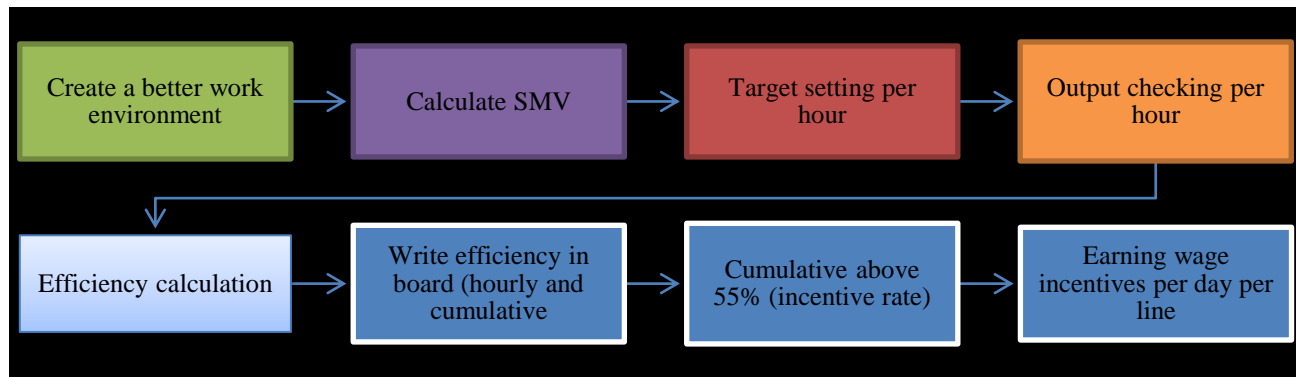 Create a better work
environment
Calculate SMV
Target setting per
hour
Output checking per
hour
Efficiency calculation
Write efficiency in
board (hourly and
cumulative
Cumulative above
55% (incentive rate)
Earning wage
incentives per day per
line